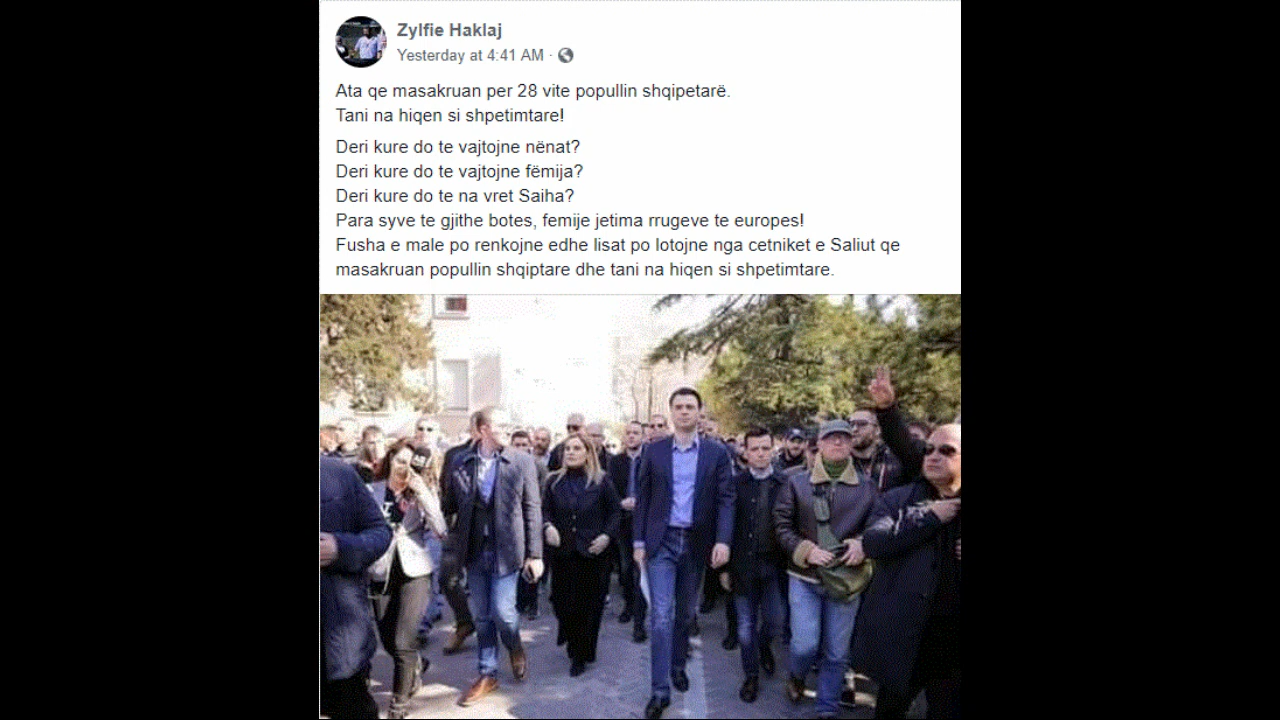 Zylfie Haklaj
Yesterday at 4:41 AM ·
Ata qe masakruan per 28 vite popullin shqipetarë.
Tani na hiqen si shpetimtare!
Deri kure do te vajtojne nënat?
Deri kure do te vajtojne fëmija?
Deri kure do te na vret Saiha?
Para syve te gjithe botes, femije jetima rrugeve te europes!
Fusha e male po renkojne edhe lisat po lotojne nga cetniket e Saliut qe
masakruan popullin shqiptare dhe tani na hiqen si shpetimtare.